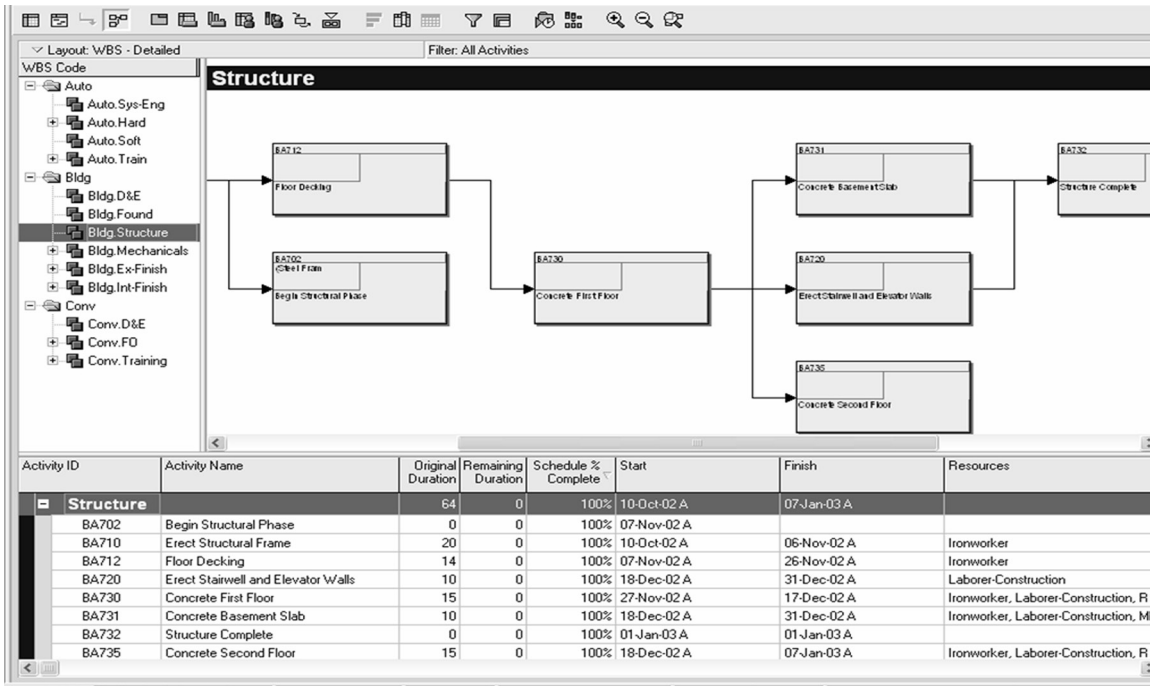 Layout: WBS - Detailed
Filter: All Activities
WBS Code
Auto
Auto.Sys-Eng
Auto.Hard
Auto.Soft
Auto.Train
Bldg
Bldg.D&E
Bldg.Found
Bldg.Structure
Bldg.Mechanicals
Bldg.Ex-Finish
Bldg.Int-Finish
Conv
Conv.D&E
Conv.FO
Conv.Training
Structure
BA712
Floor Decking
BA731
Concrete Basement Slab
BA732
Structure Complete
BA702
(Steel Fram
Begin Structural Phase
BA730
Concrete First Floor
BA720
Erect Stairwell and Elevator Walls
BA735
Concrete Second Floor
Activity ID Activity Name Original Duration Remaining Duration Schedule % Complete Start Finish Resources
Structure 64 0 100% 10-Oct-02 A 07-Jan-03 A
BA702 Begin Structural Phase 0 0 100% 07-Nov-02 A
BA710 Erect Structural Frame 20 0 100% 10-Oct-02 A 06-Nov-02 A Ironworker
BA712 Floor Decking 14 0 100% 07-Nov-02 A 26-Nov-02 A Ironworker
BA720 Erect Stairwell and Elevator Walls 10 0 100% 18-Dec-02 A 31-Dec-02 A Laborer-Construction
BA730 Concrete First Floor 15 0 100% 27-Nov-02 A 17-Dec-02 A Ironworker, Laborer-Construction, R
BA731 Concrete Basement Slab 10 0 100% 18-Dec-02 A 31-Dec-02 A Ironworker, Laborer-Construction, M
BA732 Structure Complete 0 0 100% 01-Jan-03 A 01-Jan-03 A
BA735 Concrete Second Floor 15 0 100% 18-Dec-02 A 07-Jan-03 A Ironworker, Laborer-Construction, R